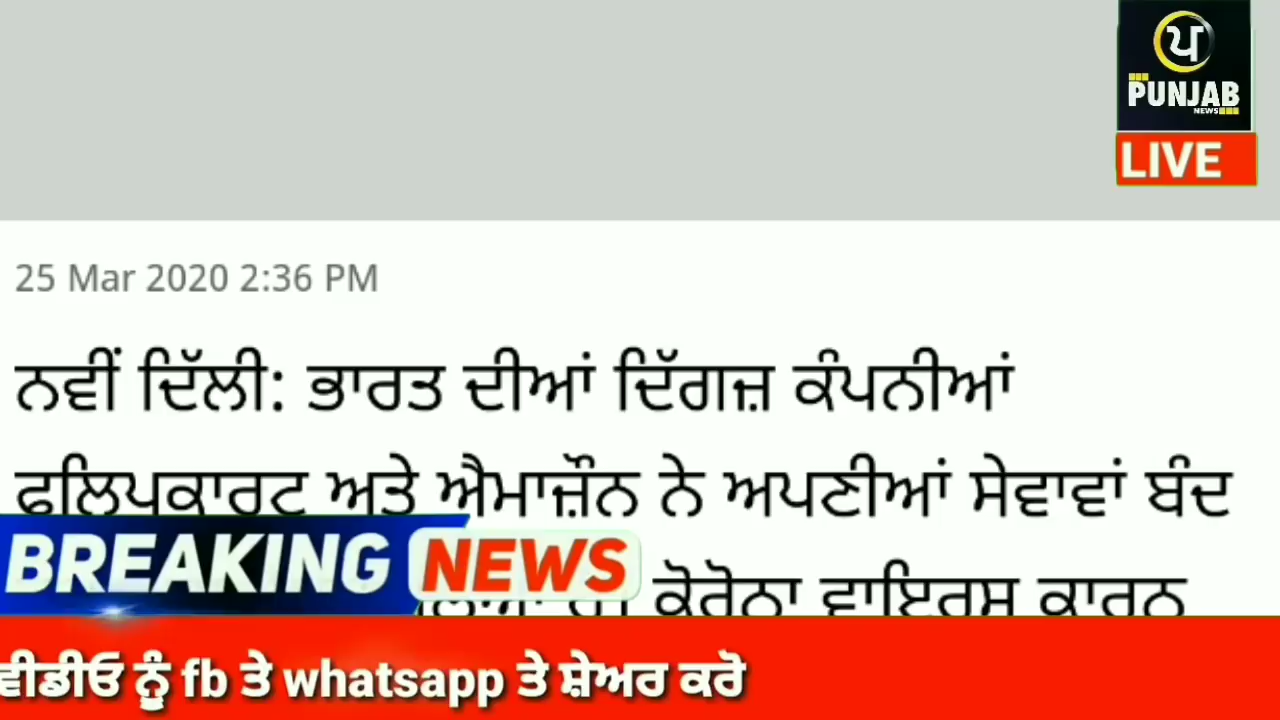 ਪ
PUNJAB
NEWS
LIVE
25 Mar 2020 2:36 PM
ਨਵੀਂ ਦਿੱਲੀ: ਭਾਰਤ ਦੀਆਂ ਦਿੱਗਜ਼ ਕੰਪਨੀਆਂ
ਫਲਿਪਕਾਰਟ ਅਤੇ ਐਮਾਜ਼ੌਨ ਨੇ ਅਪਣੀਆਂ ਸੇਵਾਵਾਂ ਬੰਦ
ਕੋਰੋਨਾ ਵਾਇਰਸ ਕਾਰਨ
BREAKING NEWS
ਵੀਡੀਓ ਨੂੰ fb ਤੇ whatsapp ਤੇ ਸ਼ੇਅਰ ਕਰੋ